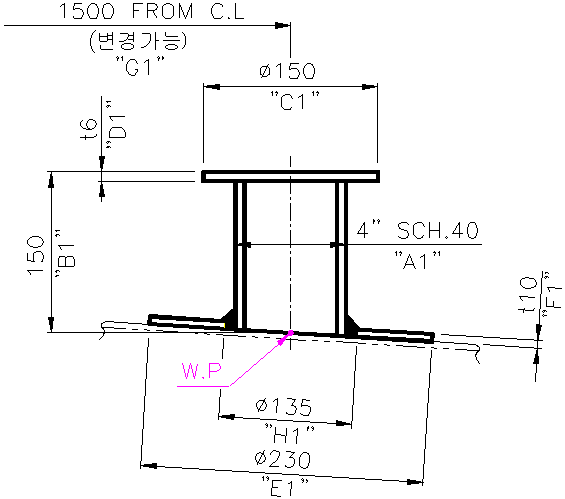 1500 FROM C.L
(변경가능)
"G1"
ø150
"C1"
t6
"D1"
150
"B1"
4" SCH.40
"A1"
t10
"F1"
W.P
ø135
"H1"
ø230
"E1"